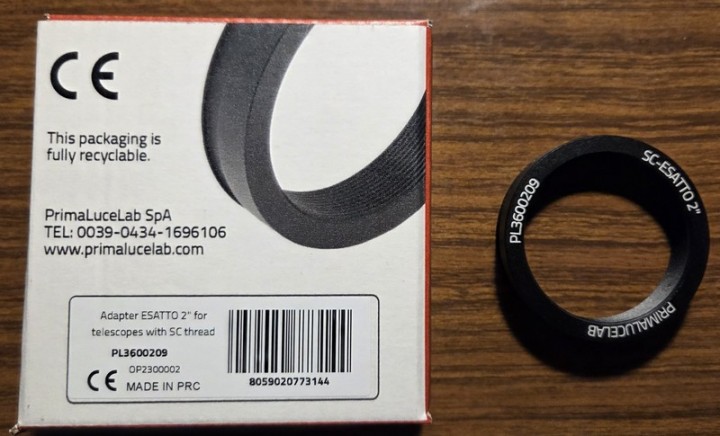 CE
This packaging is
fully recyclable.
PrimaLuceLab SpA
TEL: 0039-0434-1696106
www.primalucelab.com
Adapter ESATTO 2" for
telescopes with SC thread
PL3600209
OP2300002
CE MADE IN PRC
8059020773144
PL3600209
SC-ESATTO 2"
PRIMALUCELAB